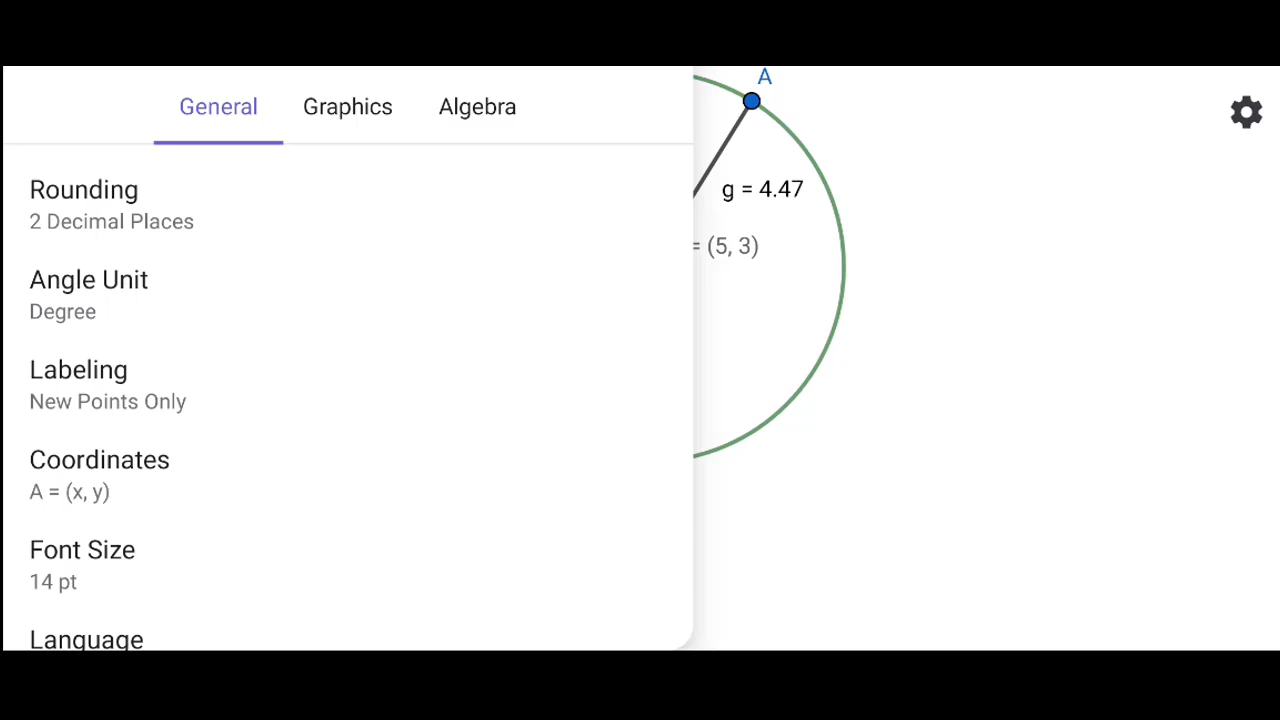 General Graphics Algebra
Rounding
2 Decimal Places
Angle Unit
Degree
Labeling
New Points Only
Coordinates
A = (x, y)
Font Size
14 pt
Language
A
g = 4.47
= (5, 3)